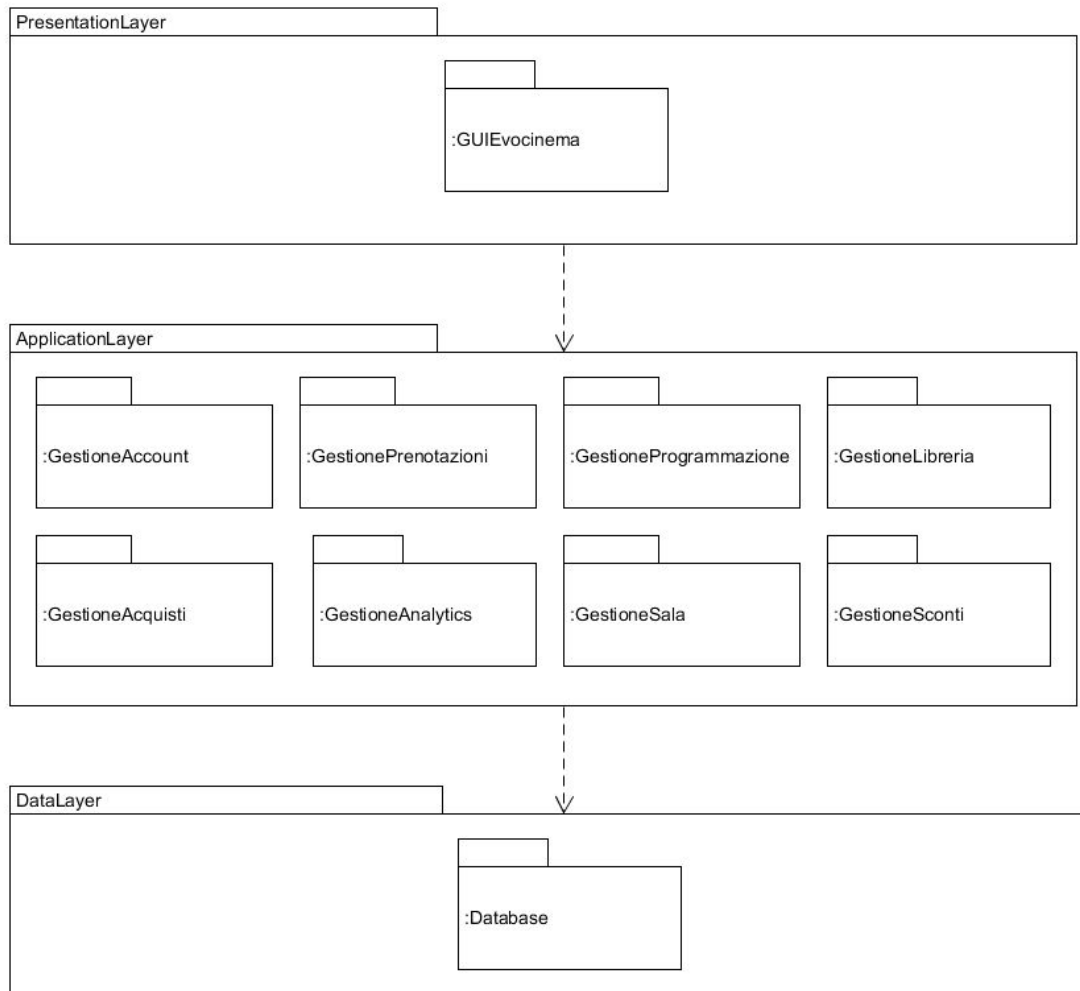 PresentationLayer
:GUIEvocinema
ApplicationLayer
:GestioneAccount
:GestionePrenotazioni
:GestioneProgrammazione
:GestioneLibreria
:GestioneAcquisti
:GestioneAnalytics
:GestioneSala
:GestioneSconti
DataLayer
:Database